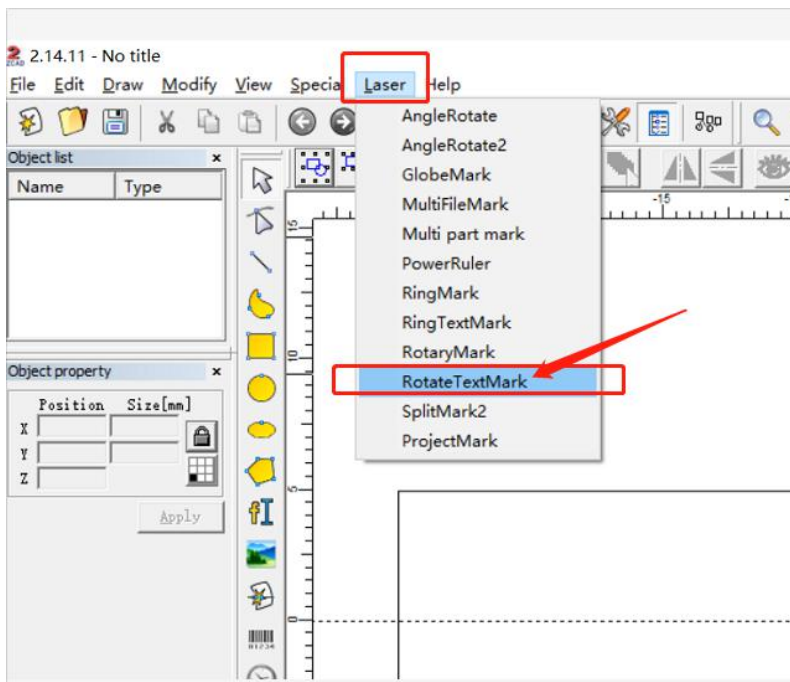 2.14.11 - No title
File Edit Draw Modify View Specia Laser Help
Object list x
Name Type
AngleRotate
AngleRotate2
GlobeMark
MultiFileMark
Multi part mark
PowerRuler
RingMark
RingTextMark
RotaryMark
RotateTextMark
SplitMark2
ProjectMark
Object property x
Position Size[mm]
X
Y
Z
Apply
-15
15
10
5
0